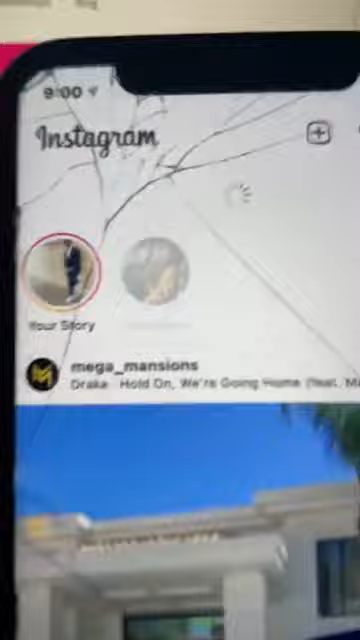 9:00
Instagram
Your Story
mega_mansions
Drake Hold On, We're Going Home (feat. M